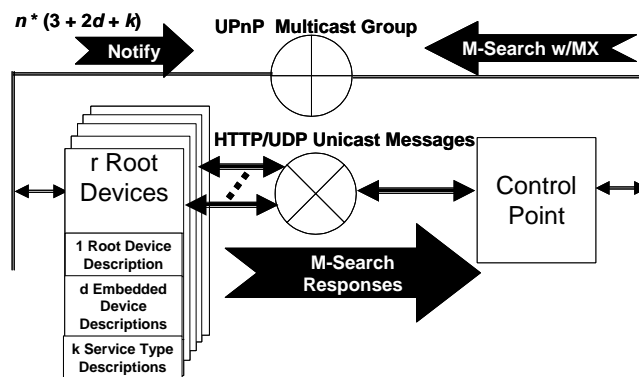 n* (3 + 2d + k)
UPnP Multicast Group
Notify
M-Search w/MX
HTTP/UDP Unicast Messages
r Root
Devices
Control
Point
1 Root Device
Description
d Embedded
Device
Descriptions
k Service Type
Descriptions
M-Search
Responses